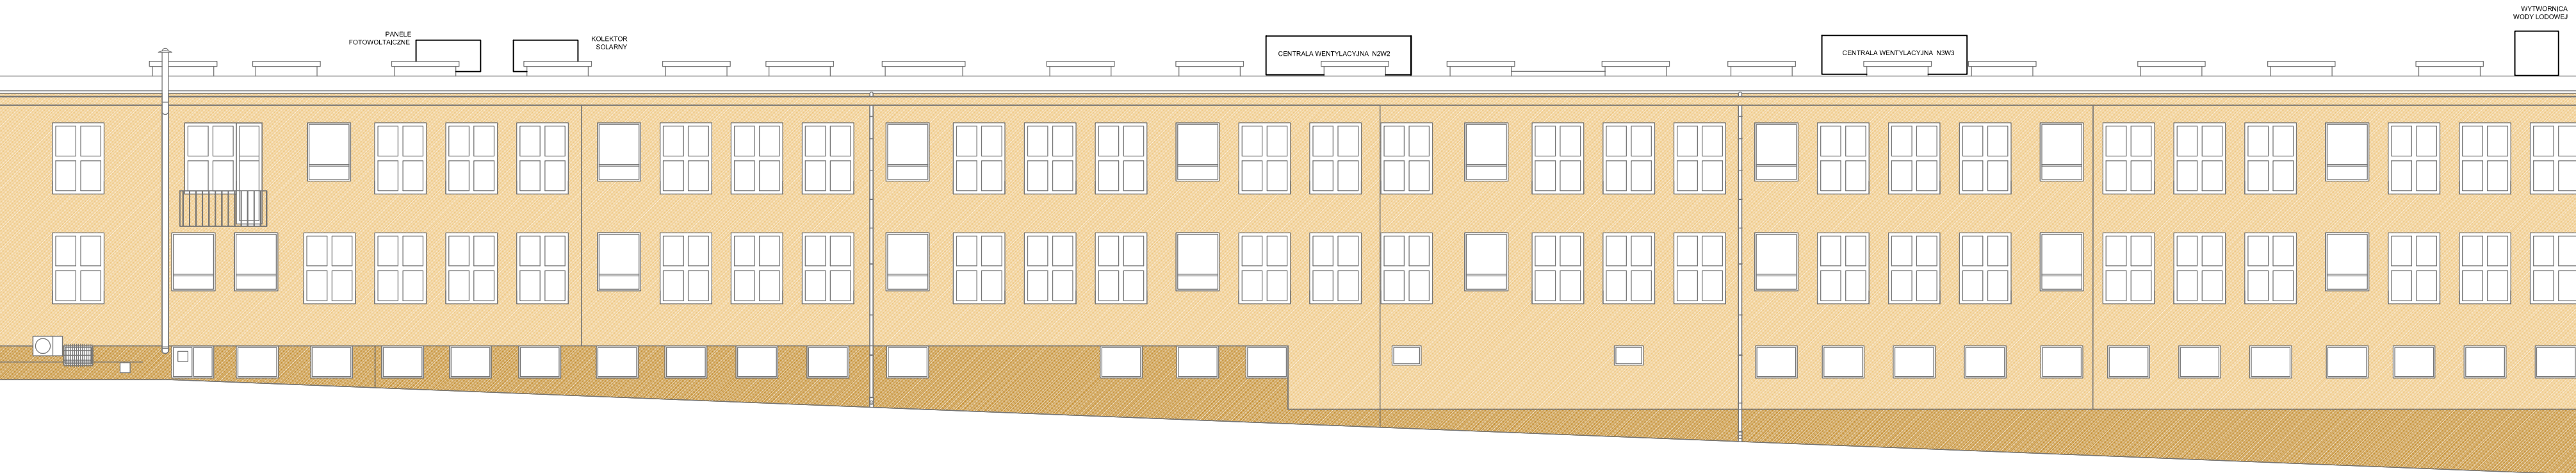 PANELE
FOTOWOLTAICZNE
KOLEKTOR
SOLARNY
CENTRALA WENTYLACYJNA N2W2
CENTRALA WENTYLACYJNA N3W3
WYTWORNICA
WODY LODOWEJ